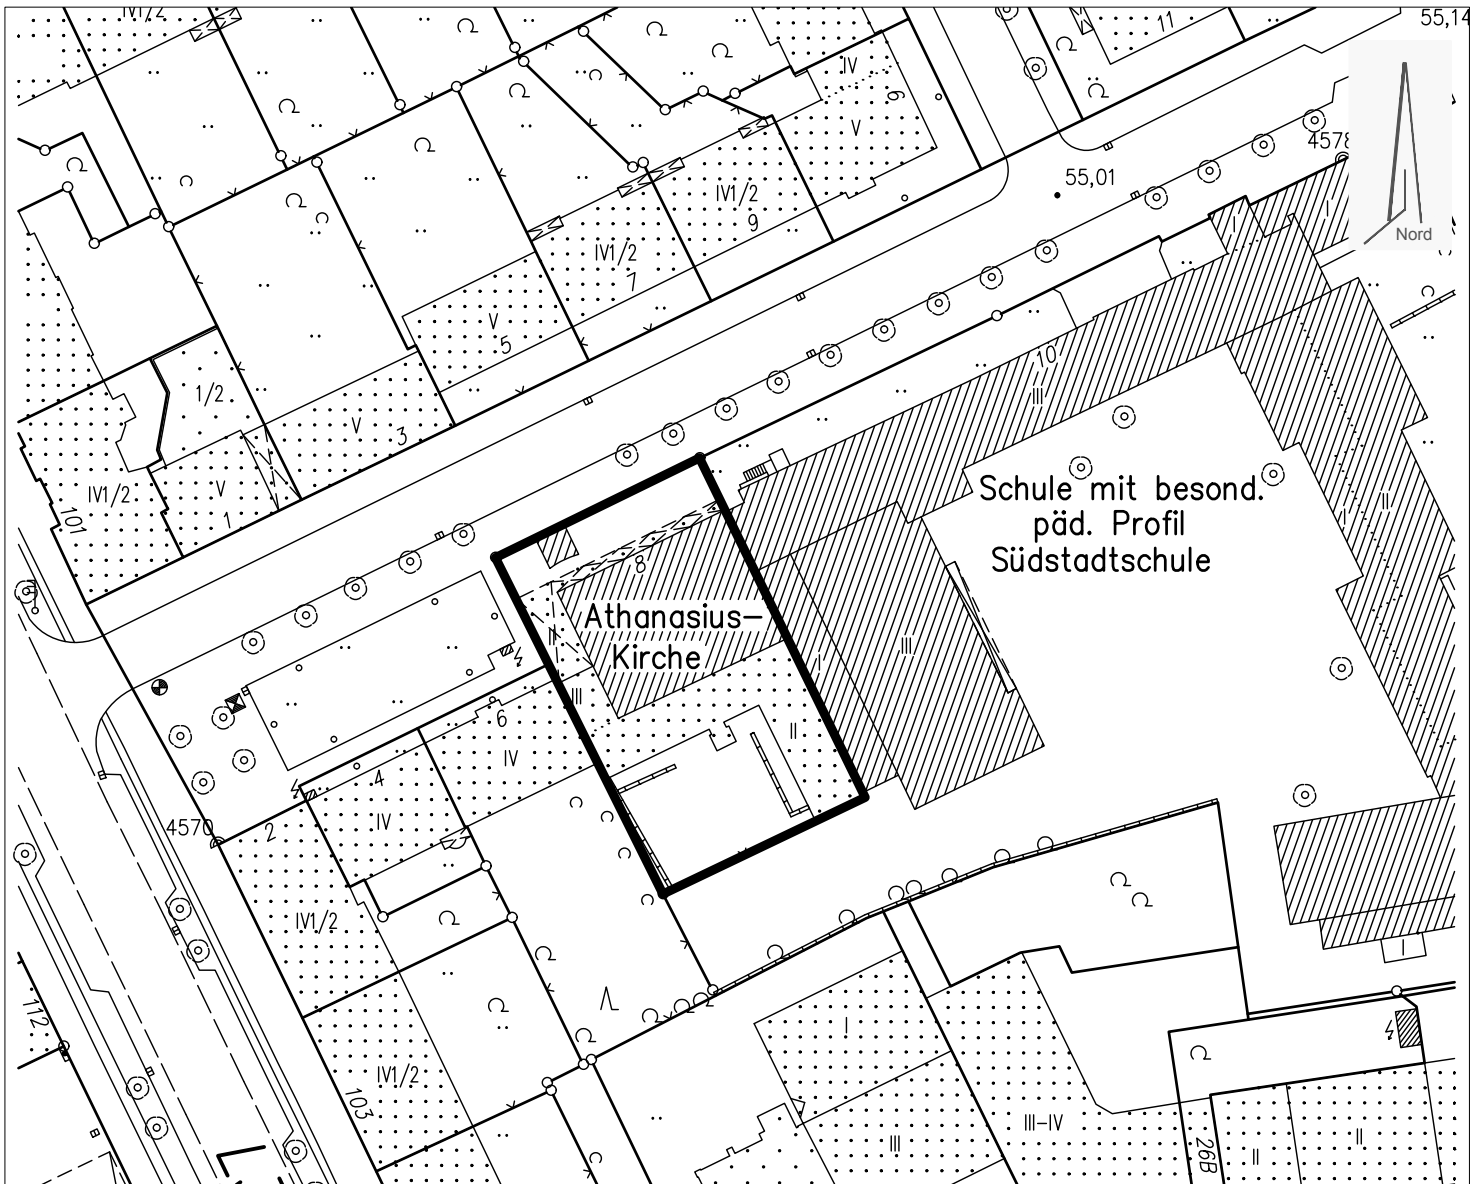 IV1/2
11
55,14
IV
6
V
4578
55,01
Nord
IV1/2
9
IV1/2
7
I
I
V
5
10
III
1/2
V
3
IV1/2
V
1
101
Schule mit besond.
päd. Profil
Südstadtschule
II
8
Athanasius-
Kirche
II
III
I
III
6
IV
II
4
IV
4570
2
IV1/2
I
112
I
IV1/2
103
III-IV
III
26B
II
II